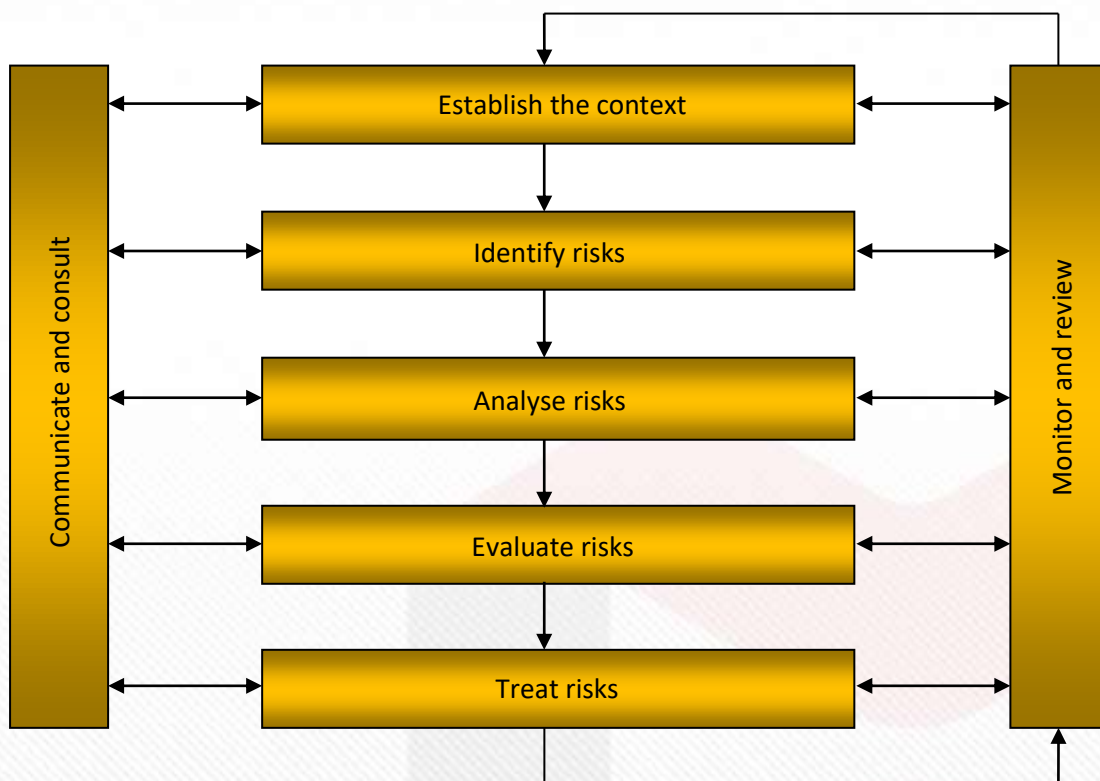 Establish the context
Identify risks
Analyse risks
Evaluate risks
Treat risks
Communicate and consult
Monitor and review